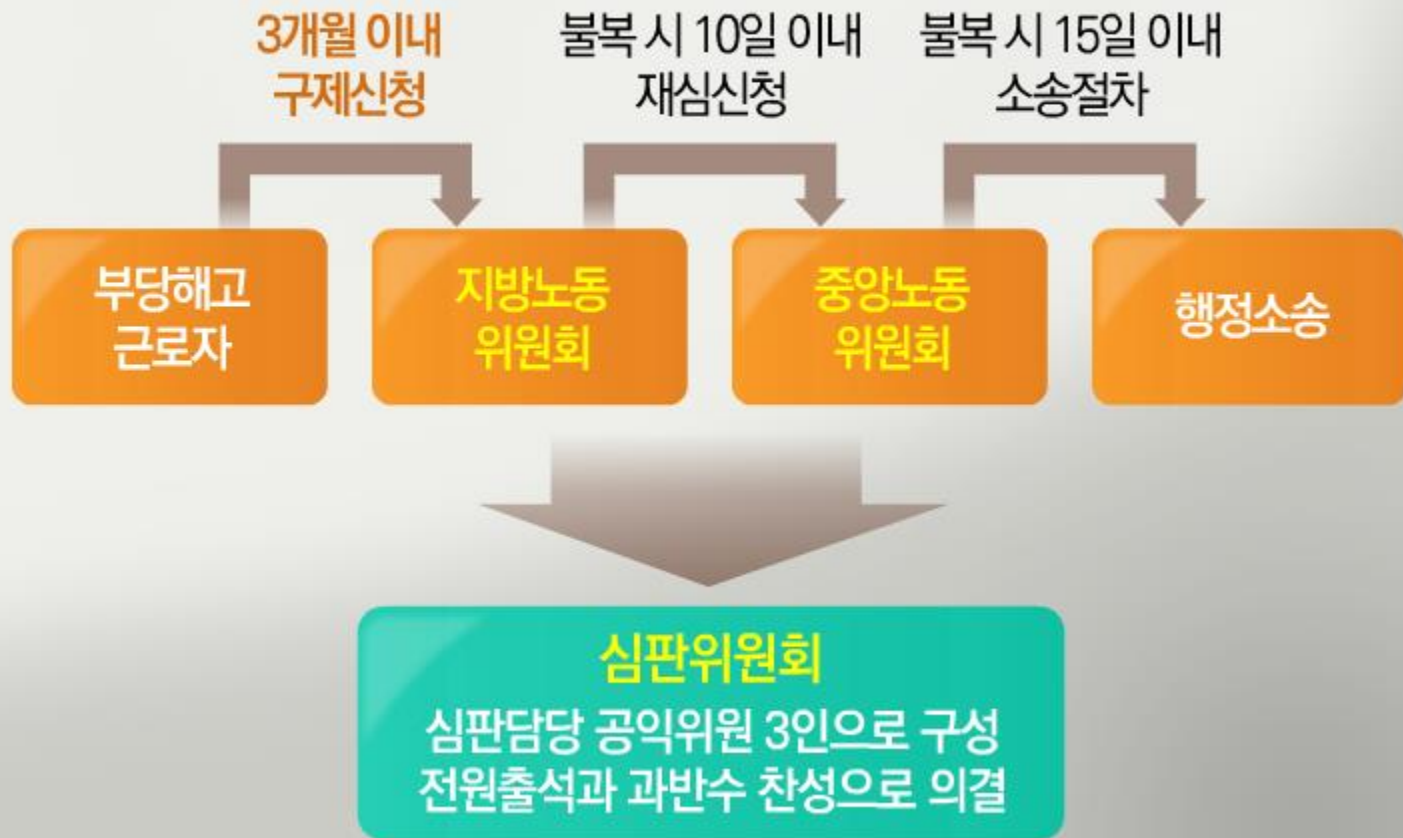 3개월 이내
구제신청
불복 시 10일 이내
재심신청
불복 시 15일 이내
소송절차
부당해고
근로자
지방노동
위원회
중앙노동
위원회
행정소송
심판위원회
심판담당 공익위원 3인으로 구성
전원출석과 과반수 찬성으로 의결